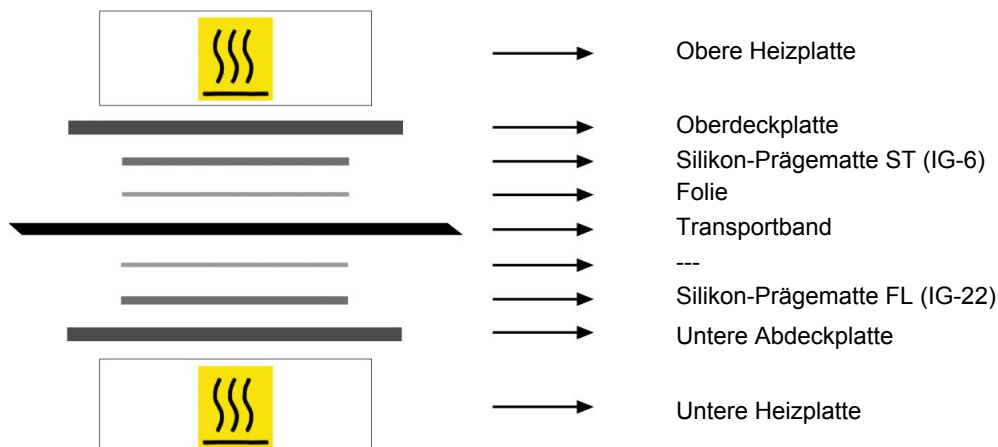 Obere Heizplatte
Oberdeckplatte
Silikon-Prägematte ST (IG-6)
Folie
Transportband
---
Silikon-Prägematte FL (IG-22)
Untere Abdeckplatte
Untere Heizplatte